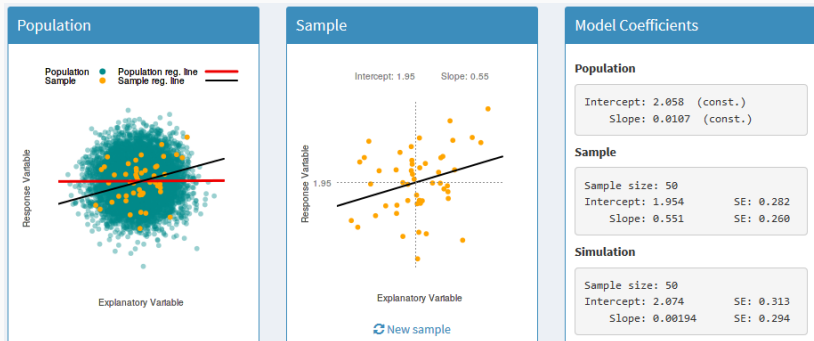 Population
Population Population reg. line
Sample Sample reg. line
Response Variable
Explanatory Variable
Sample
Intercept: 1.95 Slope: 0.55
Response Variable
1.95
Explanatory Variable
New sample
Model Coefficients
Population
Intercept: 2.058 (const.)
Slope: 0.0107 (const.)
Sample
Sample size: 50
Intercept: 1.954 SE: 0.282
Slope: 0.551 SE: 0.260
Simulation
Sample size: 50
Intercept: 2.074 SE: 0.313
Slope: 0.00194 SE: 0.294